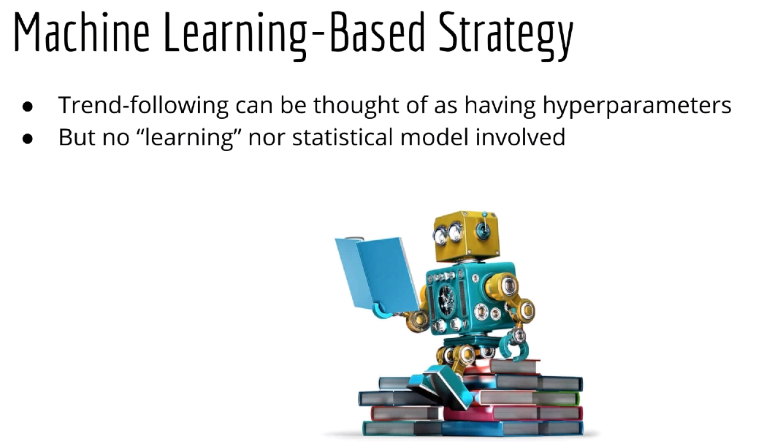 Machine Learning-Based Strategy
● Trend-following can be thought of as having hyperparameters
● But no “learning” nor statistical model involved